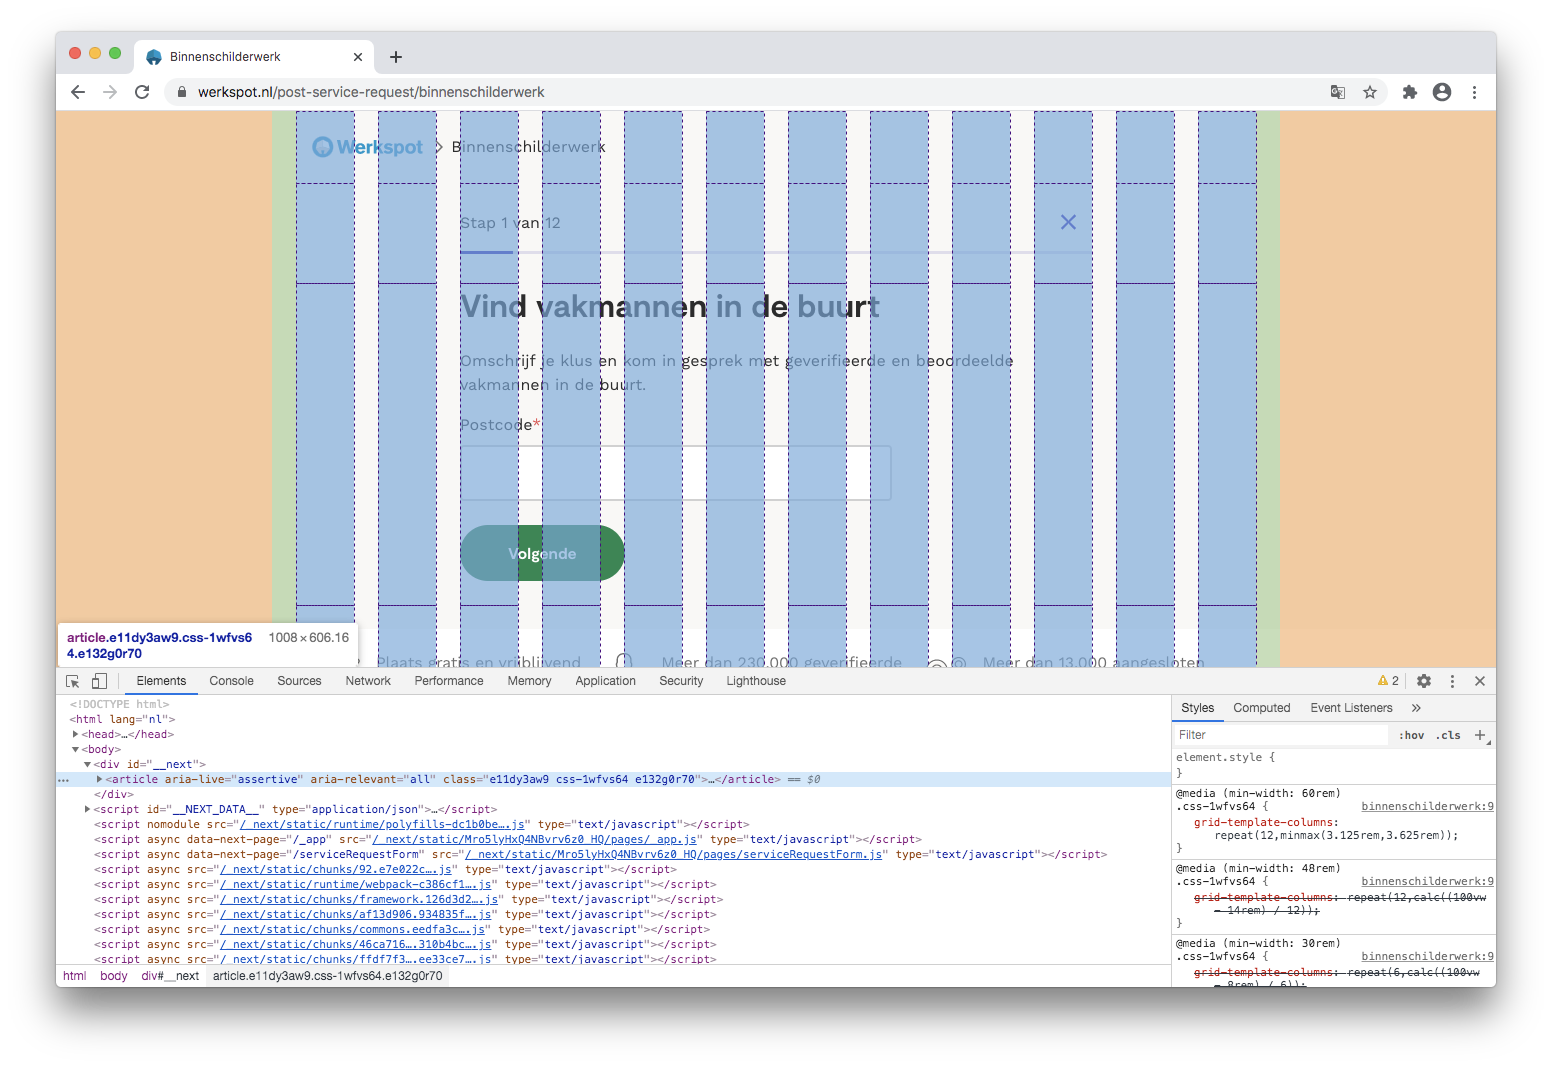 Binnenschilderwerk
werkspot.nl/post-service-request/binnenschilderwerk
Werkspot Binnenschilderwerk
Stap 1 van 12
Vind vakmannen in de buurt
Omschrijf je klus en kom in gesprek met geverifieerde en beoordeelde
vakmannen in de buurt.
Postcode*
Volgende
article.e11dy3aw9.css-1wfvs6 1008 × 606.16
4.e132g0r70
Plaats gratis en vrijblijvend Meer dan 230.000 geverifieerde Meer dan 13.000 aangesloten
Elements Console Sources Network Performance Memory Application Security Lighthouse 2
<!DOCTYPE html>
<html lang="nl">
<head>…</head>
<body>
<div id="__next">
… <article aria-live="assertive" aria-relevant="all" class="e11dy3aw9 css-1wfvs64 e132g0r70">…</article> == $0
</div>
<script id="__NEXT_DATA__" type="application/json">…</script>
<script nomodule src="/_next/static/runtime/polyfills-dc1b0be….js" type="text/javascript"></script>
<script async data-next-page="/_app" src="/_next/static/Mro5lyHxQ4NBvrv6z0_HQ/pages/_app.js" type="text/javascript"></script>
<script async data-next-page="/serviceRequestForm" src="/_next/static/Mro5lyHxQ4NBvrv6z0_HQ/pages/serviceRequestForm.js" type="text/javascript"></script>
<script async src="/_next/static/chunks/92.e7e022c….js" type="text/javascript"></script>
<script async src="/_next/static/runtime/webpack-c386cf1….js" type="text/javascript"></script>
<script async src="/_next/static/chunks/framework.126d3d2….js" type="text/javascript"></script>
<script async src="/_next/static/chunks/af13d906.934835f….js" type="text/javascript"></script>
<script async src="/_next/static/chunks/commons.eedfa3c….js" type="text/javascript"></script>
<script async src="/_next/static/chunks/46ca716….310b4bc….js" type="text/javascript"></script>
<script async src="/_next/static/chunks/ffdf7f3….ee33ce7….js" type="text/javascript"></script>
html body div#__next article.e11dy3aw9.css-1wfvs64.e132g0r70
Styles Computed Event Listeners »
Filter :hov .cls +
element.style {
}
@media (min-width: 60rem)
.css-1wfvs64 { binnenschilderwerk:9
grid-template-columns:
repeat(12,minmax(3.125rem,3.625rem));
}
@media (min-width: 48rem)
.css-1wfvs64 { binnenschilderwerk:9
grid-template-columns: repeat(12,calc((100vw
- 14rem) / 12));
}
@media (min-width: 30rem)
.css-1wfvs64 { binnenschilderwerk:9
grid-template-columns: repeat(6,calc((100vw
- 8rem) / 6));